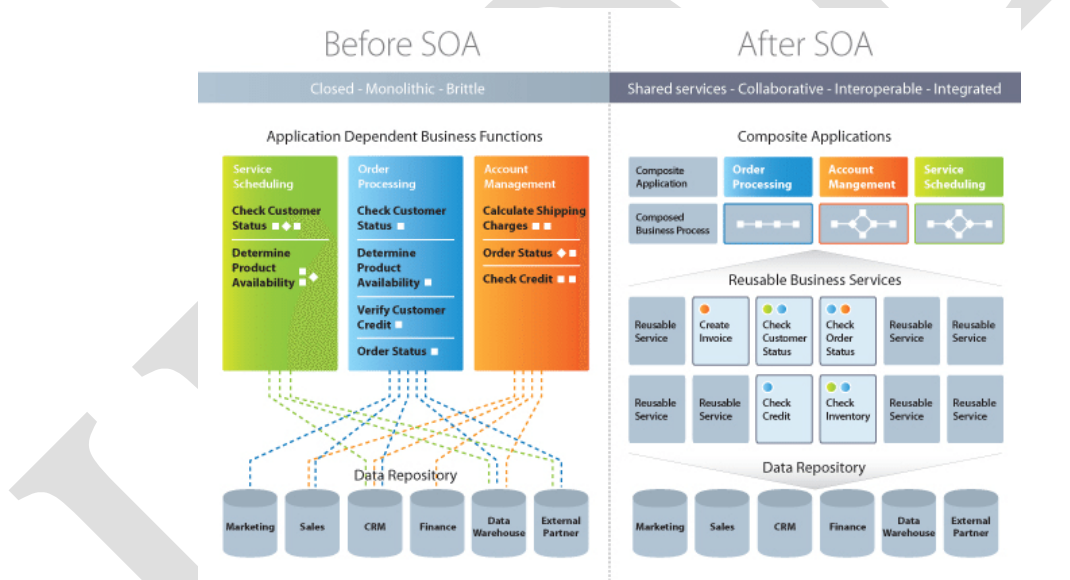 Before SOA
Closed - Monolithic - Brittle
Application Dependent Business Functions
Service
Scheduling
Check Customer
Status
Determine
Product
Availability
Order
Processing
Check Customer
Status
Determine
Product
Availability
Verify Customer
Credit
Order Status
Account
Management
Calculate Shipping
Charges
Order Status
Check Credit
Data Repository
Marketing
Sales
CRM
Finance
Data
Warehouse
External
Partner
After SOA
Shared services - Collaborative - Interoperable - Integrated
Composite Applications
Composite
Application
Order
Processing
Account
Mangement
Service
Scheduling
Composed
Business Process
Reusable Business Services
Reusable
Service
Create
Invoice
Check
Customer
Status
Check
Order
Status
Reusable
Service
Reusable
Service
Reusable
Service
Reusable
Service
Check
Credit
Check
Inventory
Reusable
Service
Reusable
Service
Data Repository
Marketing
Sales
CRM
Finance
Data
Warehouse
External
Partner